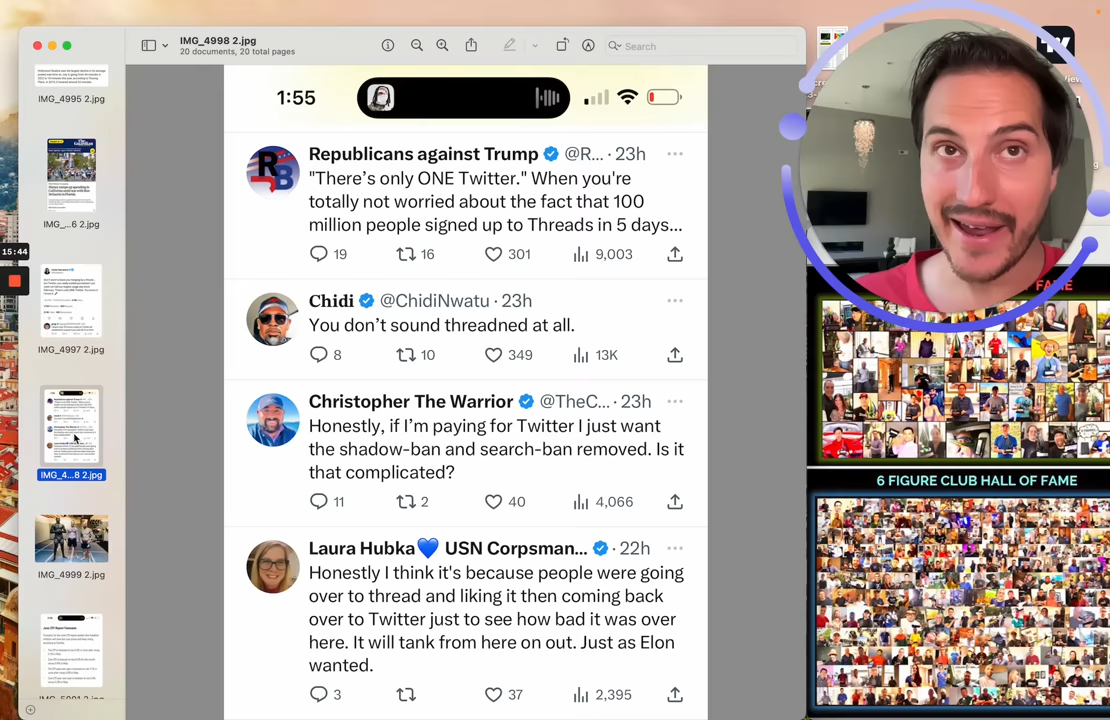 IMG_4998 2.jpg
20 documents, 20 total pages
Search
IMG_4995 2.jpg
The Guardian
IMG_...6 2.jpg
15:44
IMG_4997 2.jpg
IMG_4...8 2.jpg
IMG_4999 2.jpg
1:55
Republicans against Trump @R... · 23h
"There's only ONE Twitter." When you're
totally not worried about the fact that 100
million people signed up to Threads in 5 days...
19 16 301 9,003
Chidi @ChidiNwatu · 23h
You don't sound threadned at all.
8 10 349 13K
Christopher The Warrior @TheC... · 23h
Honestly, if I'm paying for Twitter I just want
the shadow-ban and search-ban removed. Is it
that complicated?
11 2 40 4,066
Laura Hubka💙 USN Corpsman... · 22h
Honestly I think it's because people were going
over to thread and liking it then coming back
over to Twitter just to see how bad it was over
here. It will tank from here on out. Just as Elon
wanted.
3 37 2,395
FAME
6 FIGURE CLUB HALL OF FAME